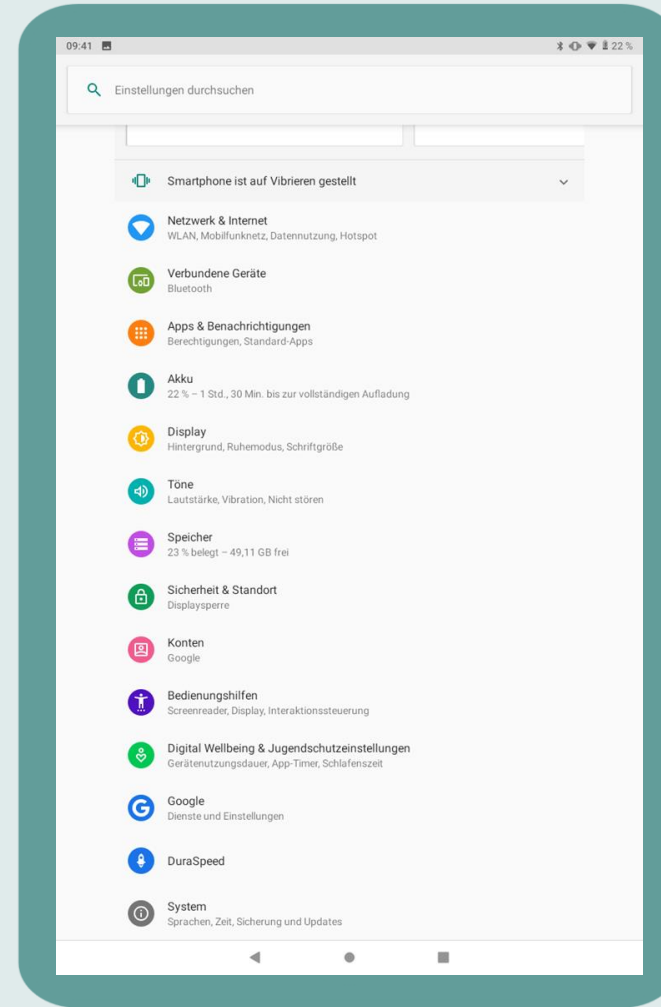 09:41
22 %
Einstellungen durchsuchen
Smartphone ist auf Vibrieren gestellt
Netzwerk & Internet
WLAN, Mobilfunknetz, Datennutzung, Hotspot
Verbundene Geräte
Bluetooth
Apps & Benachrichtigungen
Berechtigungen, Standard-Apps
Akku
22 % – 1 Std., 30 Min. bis zur vollständigen Aufladung
Display
Hintergrund, Ruhemodus, Schriftgröße
Töne
Lautstärke, Vibration, Nicht stören
Speicher
23 % belegt – 49,11 GB frei
Sicherheit & Standort
Displaysperre
Konten
Google
Bedienungshilfen
Screenreader, Display, Interaktionssteuerung
Digital Wellbeing & Jugendschutzeinstellungen
Gerätenutzungsdauer, App-Timer, Schlafenszeit
Google
Dienste und Einstellungen
DuraSpeed
System
Sprachen, Zeit, Sicherung und Updates